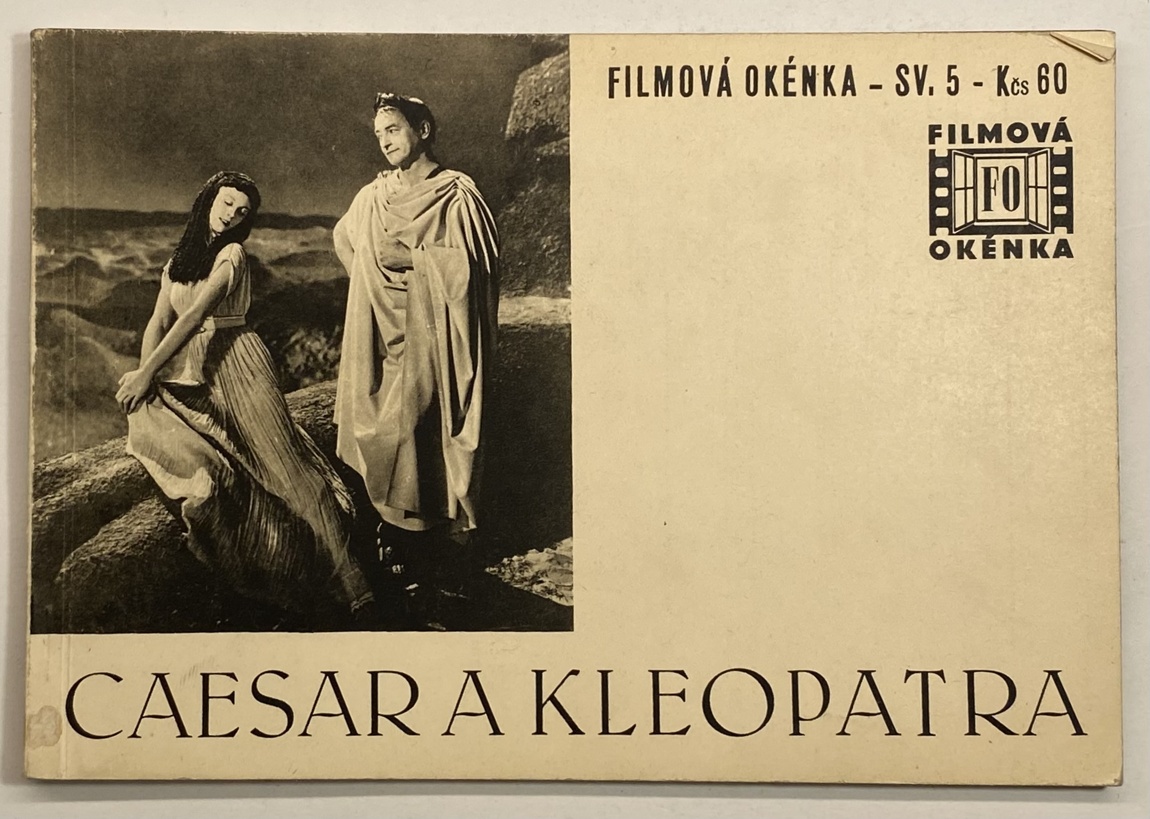 FILMOVÁ OKÉNKA – SV. 5 - Kčs 60
FILMOVÁ
FO
OKÉNKA
CAESAR A KLEOPATRA